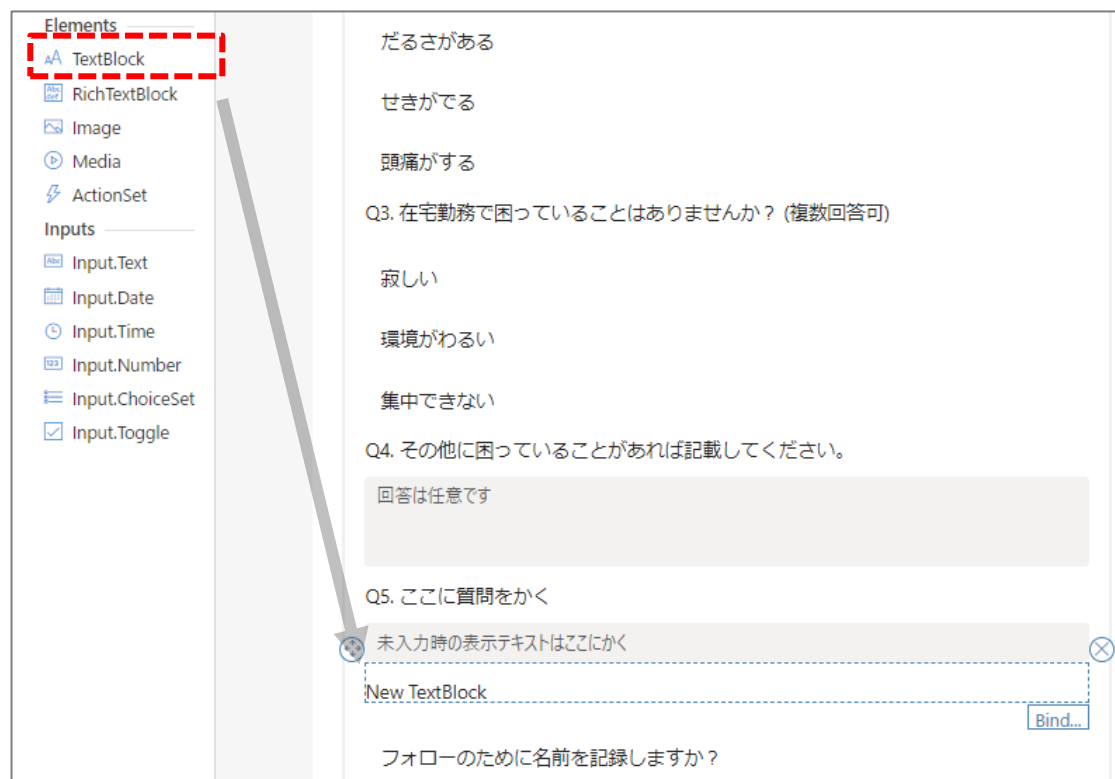 Elements
TextBlock
RichTextBlock
Image
Media
ActionSet
Inputs
Input.Text
Input.Date
Input.Time
Input.Number
Input.ChoiceSet
Input.Toggle
だるさがある
せきがでる
頭痛がする
Q3. 在宅勤務で困っていることはありませんか？ (複数回答可)
寂しい
環境がわるい
集中できない
Q4. その他に困っていることがあれば記載してください。
回答は任意です
Q5. ここに質問をかく
未入力時の表示テキストはここにかく
New TextBlock
Bind...
フォローのために名前を記録しますか？